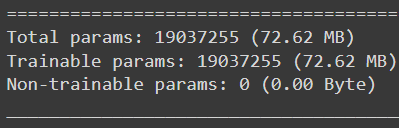 =====================================
Total params: 19037255 (72.62 MB)
Trainable params: 19037255 (72.62 MB)
Non-trainable params: 0 (0.00 Byte)
_____________________________________